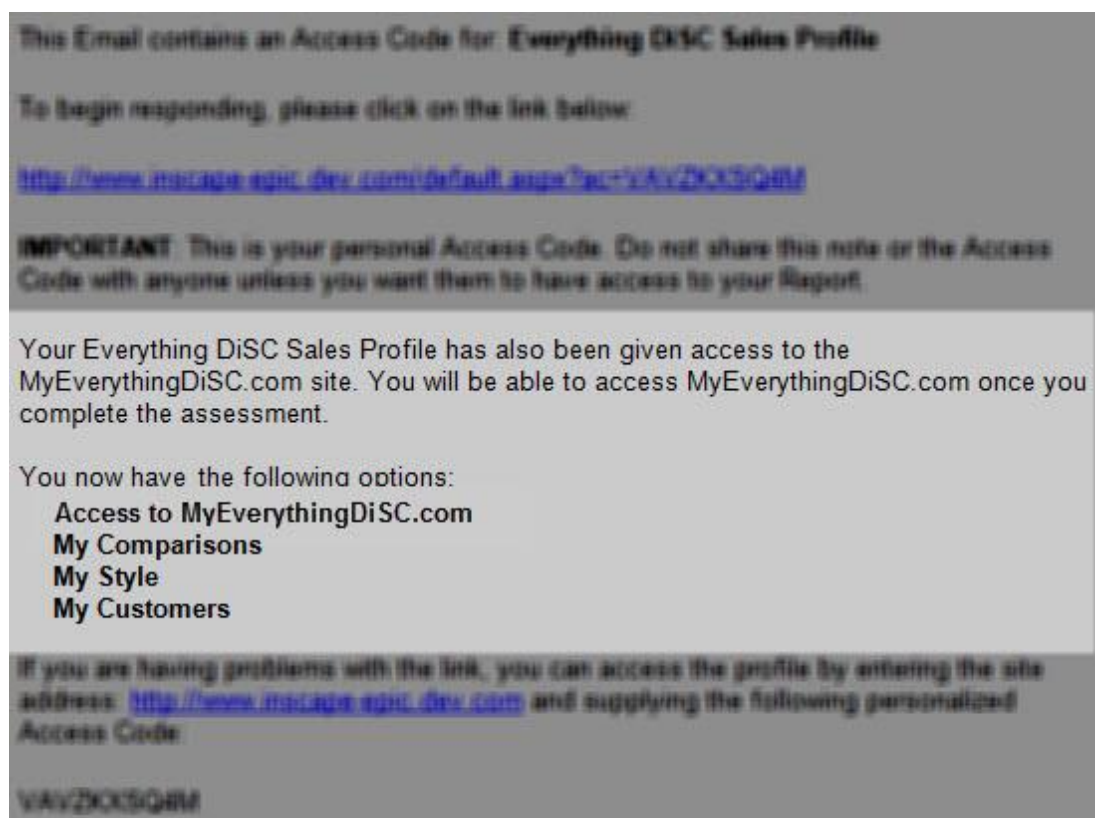 This Email contains an Access Code for: Everything DiSC Sales Profile
To begin responding, please click on the link below:
IMPORTANT: This is your personal Access Code. Do not share this note or the Access
Code with anyone unless you want them to have access to your Report.
Your Everything DiSC Sales Profile has also been given access to the
MyEverythingDiSC.com site. You will be able to access MyEverythingDiSC.com once you
complete the assessment.
You now have the following options:
Access to MyEverythingDiSC.com
My Comparisons
My Style
My Customers
If you are having problems with the link, you can access the profile by entering the site
address: http://www.inscape-epic.dev.com and supplying the following personalized
Access Code: